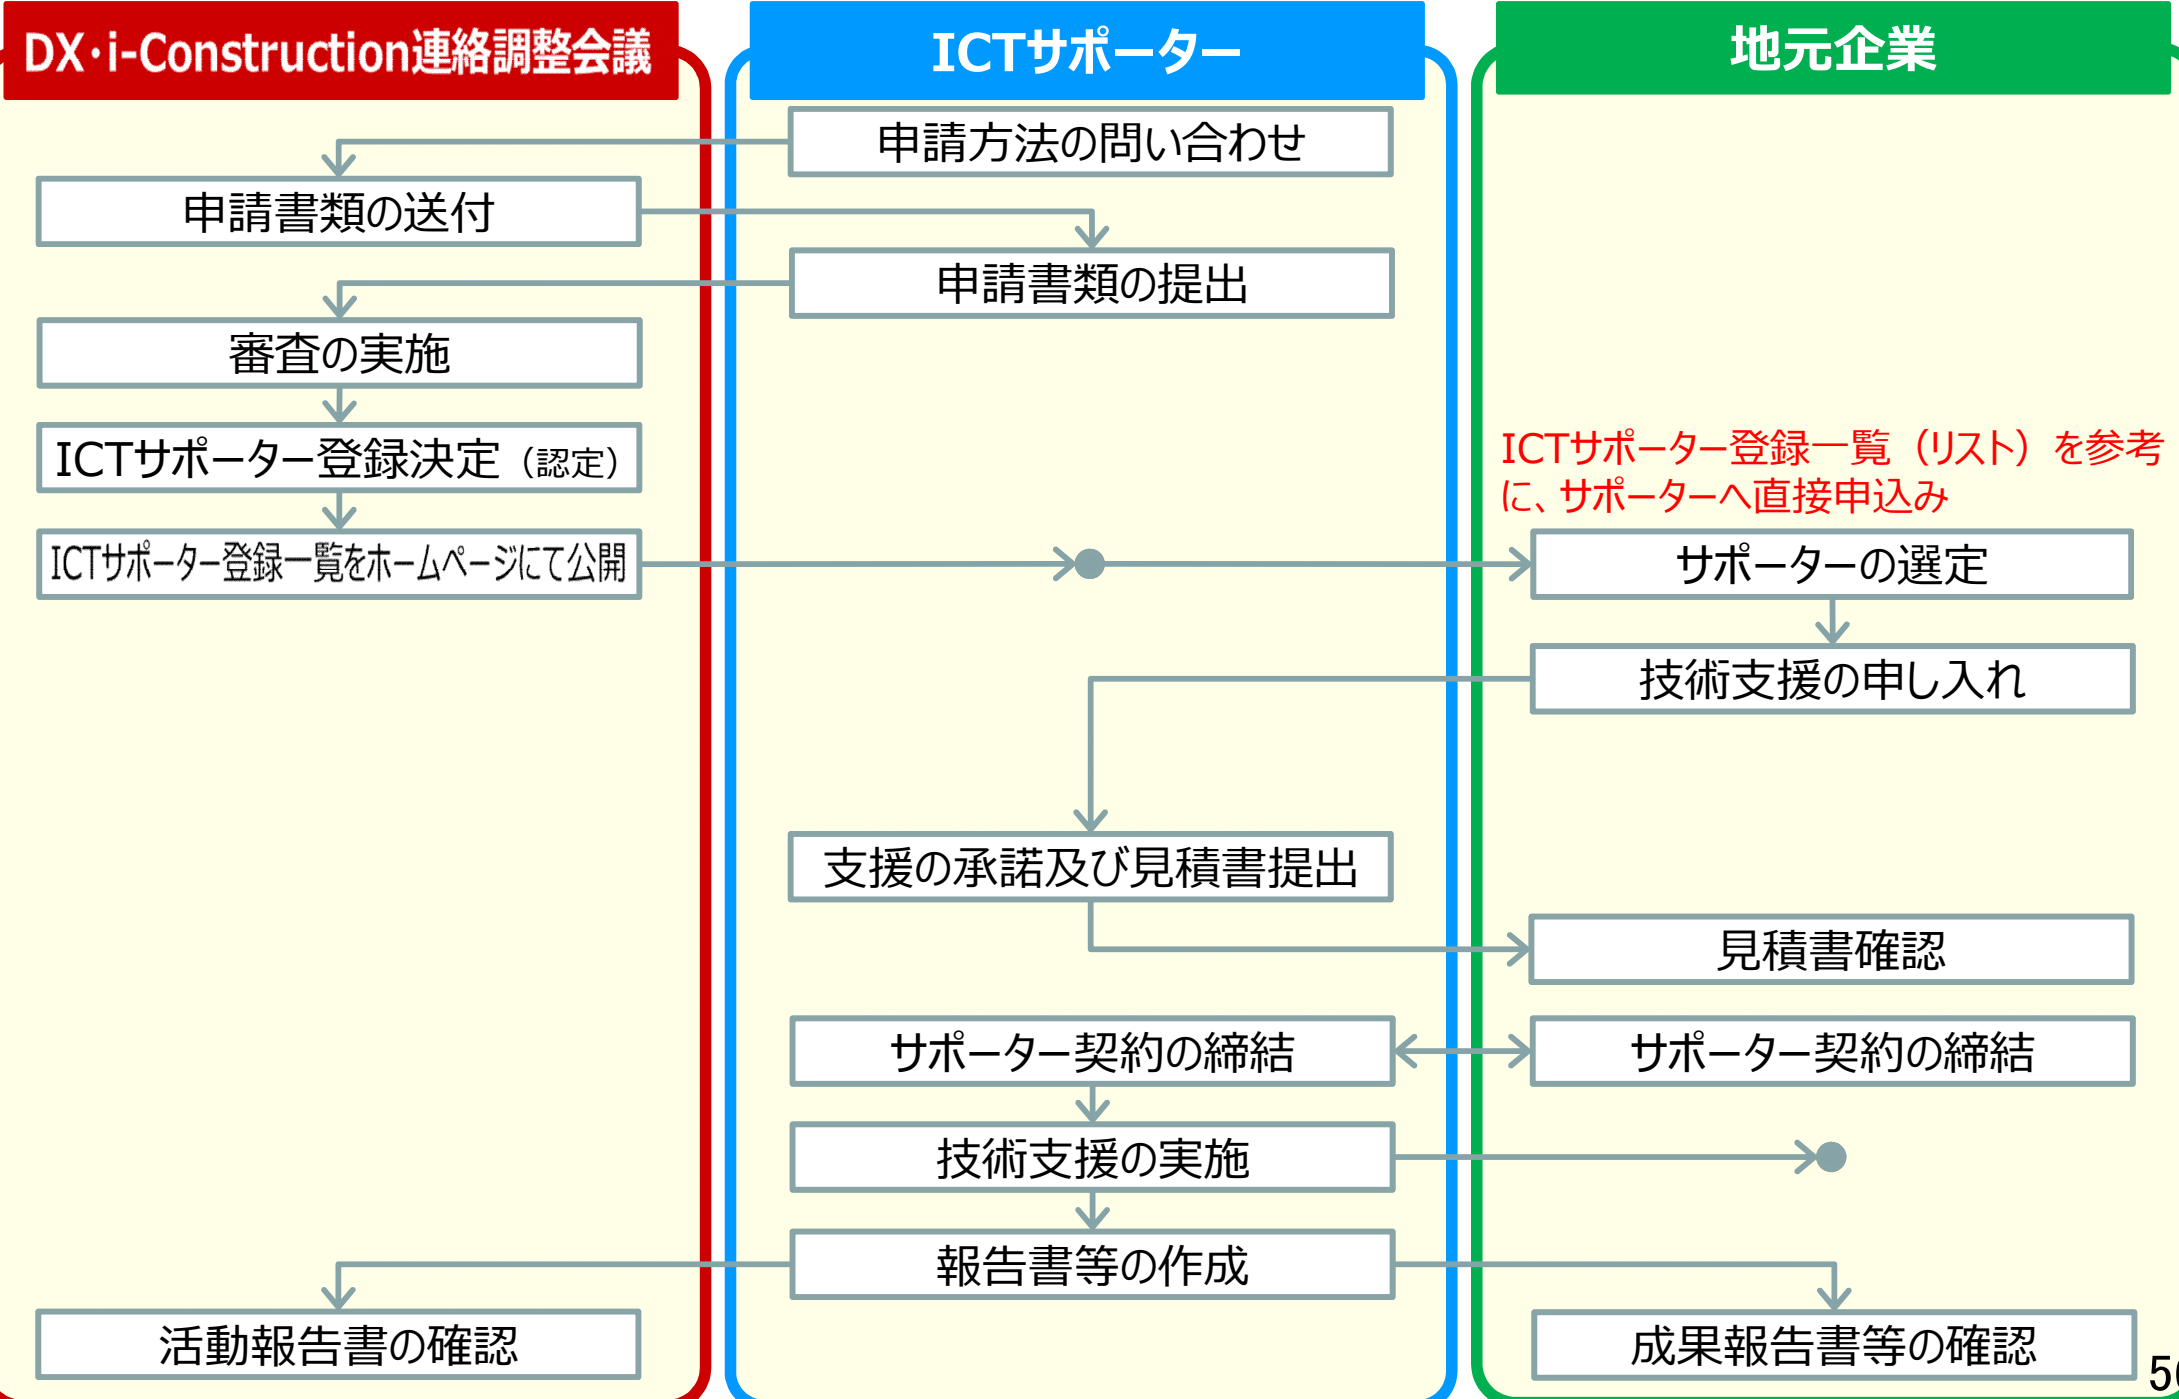 DX・i-Construction連絡調整会議
ICTサポーター
地元企業
申請方法の問い合わせ
申請書類の送付
申請書類の提出
審査の実施
ICTサポーター登録決定（認定）
ICTサポーター登録一覧（リスト）を参考
に、サポーターへ直接申込み
ICTサポーター登録一覧をホームページにて公開
サポーターの選定
技術支援の申し入れ
支援の承諾及び見積書提出
見積書確認
サポーター契約の締結
サポーター契約の締結
技術支援の実施
報告書等の作成
活動報告書の確認
成果報告書等の確認